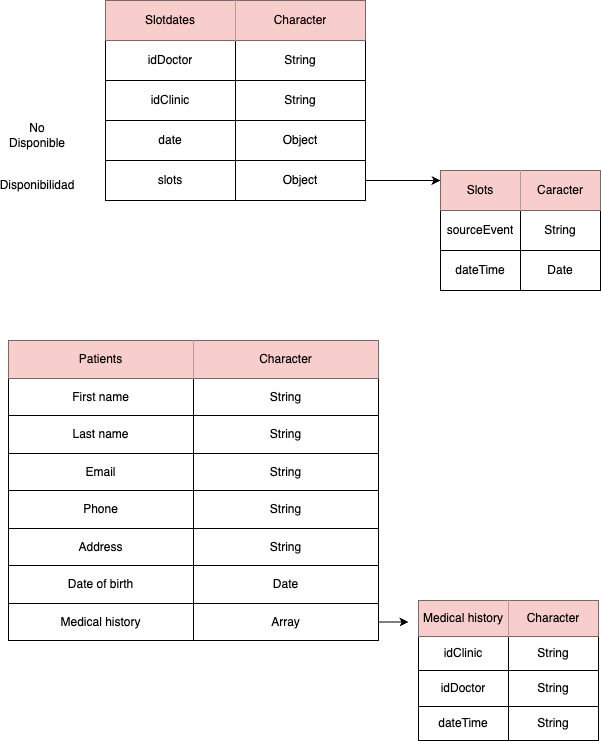 Slotdates Character
idDoctor String
idClinic String
No
Disponible
date Object
Disponibilidad
slots Object
Slots Caracter
sourceEvent String
dateTime Date
Patients Character
First name String
Last name String
Email String
Phone String
Address String
Date of birth Date
Medical history Array
Medical history Character
idClinic String
idDoctor String
dateTime String